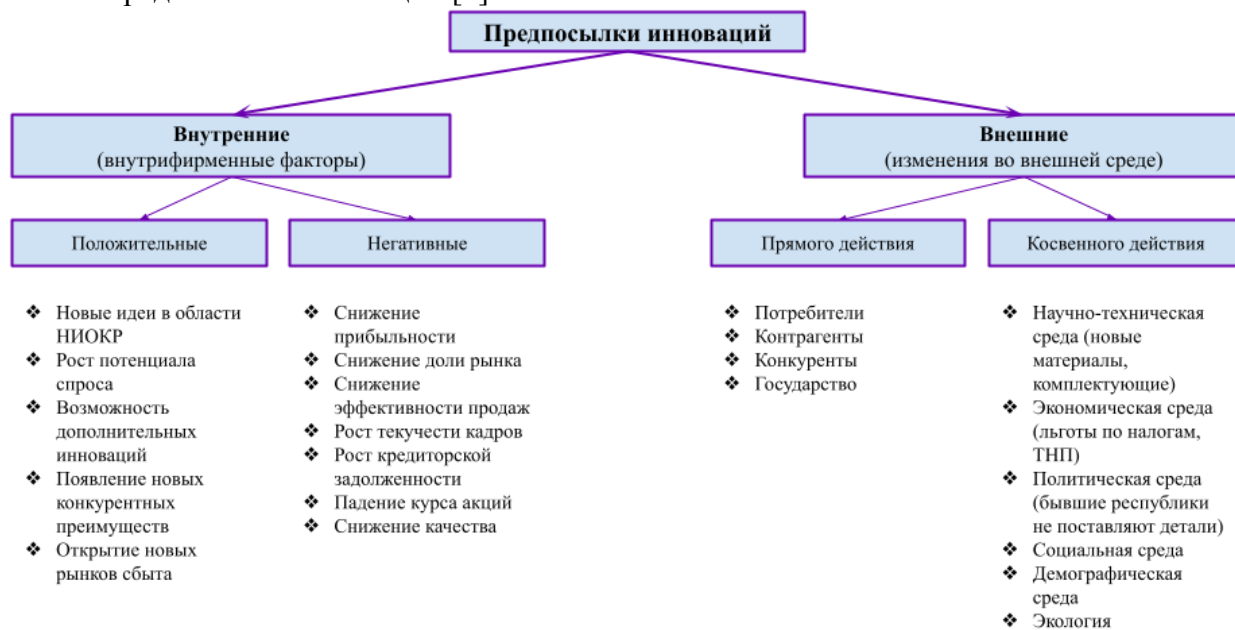 Предпосылки инноваций
Внутренние
(внутрифирменные факторы)
Внешние
(изменения во внешней среде)
Положительные
Негативные
Прямого действия
Косвенного действия
❖ Новые идеи в области
НИОКР
❖ Рост потенциала
спроса
❖ Возможность
дополнительных
инноваций
❖ Появление новых
конкурентных
преимуществ
❖ Открытие новых
рынков сбыта
❖ Снижение
прибыльности
❖ Снижение доли рынка
❖ Снижение
эффективности продаж
❖ Рост текучести кадров
❖ Рост кредиторской
задолженности
❖ Падение курса акций
❖ Снижение качества
❖ Потребители
❖ Контрагенты
❖ Конкуренты
❖ Государство
❖ Научно-техническая
среда (новые
материалы,
комплектующие)
❖ Экономическая среда
(льготы по налогам,
ТНП)
❖ Политическая среда
(бывшие республики
не поставляют детали)
❖ Социальная среда
❖ Демографическая
среда
❖ Экология